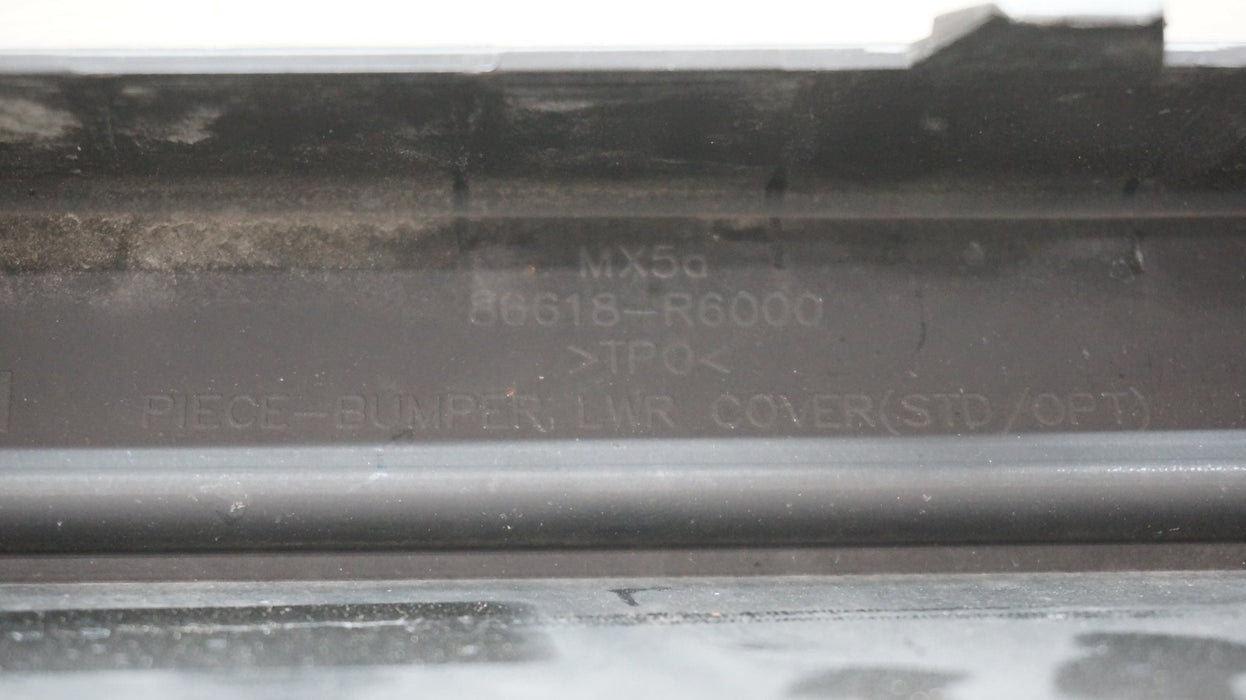 MX5a
86618-R6000
>TPO<
PIECE-BUMPER, LWR COVER(STD/OPT)